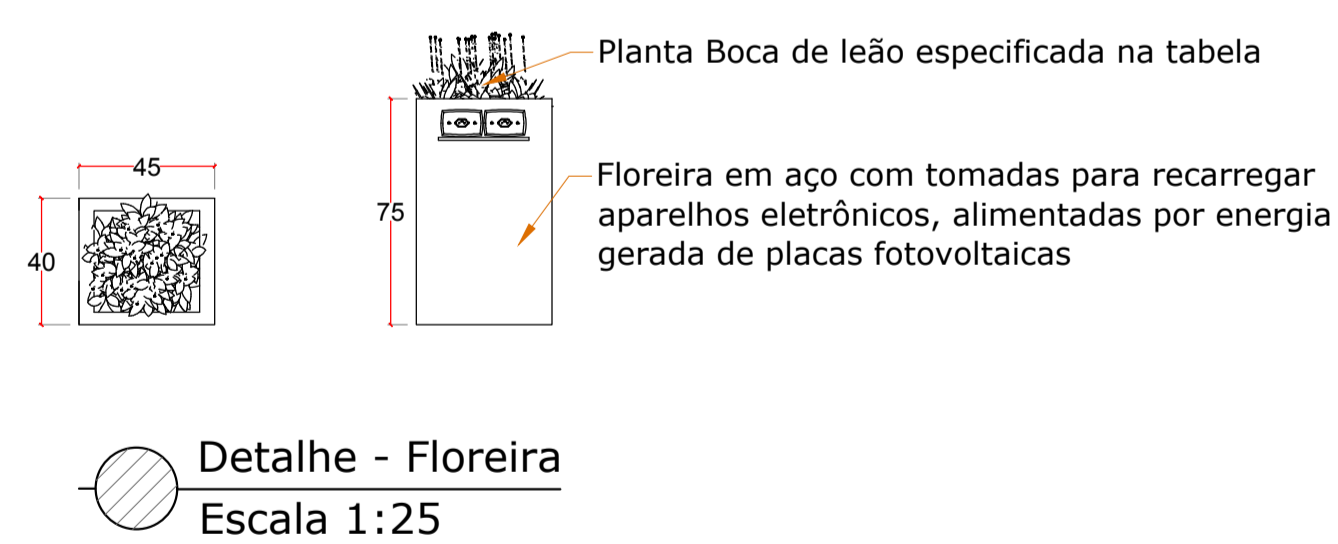 Planta Boca de leão especificada na tabela
45
40
75
Floreira em aço com tomadas para recarregar
aparelhos eletrônicos, alimentadas por energia
gerada de placas fotovoltaicas
Detalhe - Floreira
Escala 1:25